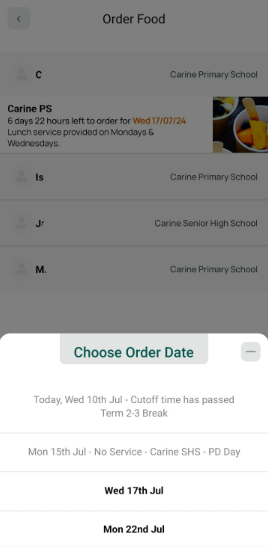 Order Food
C
Carine Primary School
Carine PS
6 days 22 hours left to order for Wed 17/07/24
Lunch service provided on Mondays &
Wednesdays.
Is
Carine Primary School
Jr
Carine Senior High School
M.
Carine Primary School
Choose Order Date
Today, Wed 10th Jul - Cutoff time has passed
Term 2-3 Break
Mon 15th Jul - No Service - Carine SHS - PD Day
Wed 17th Jul
Mon 22nd Jul